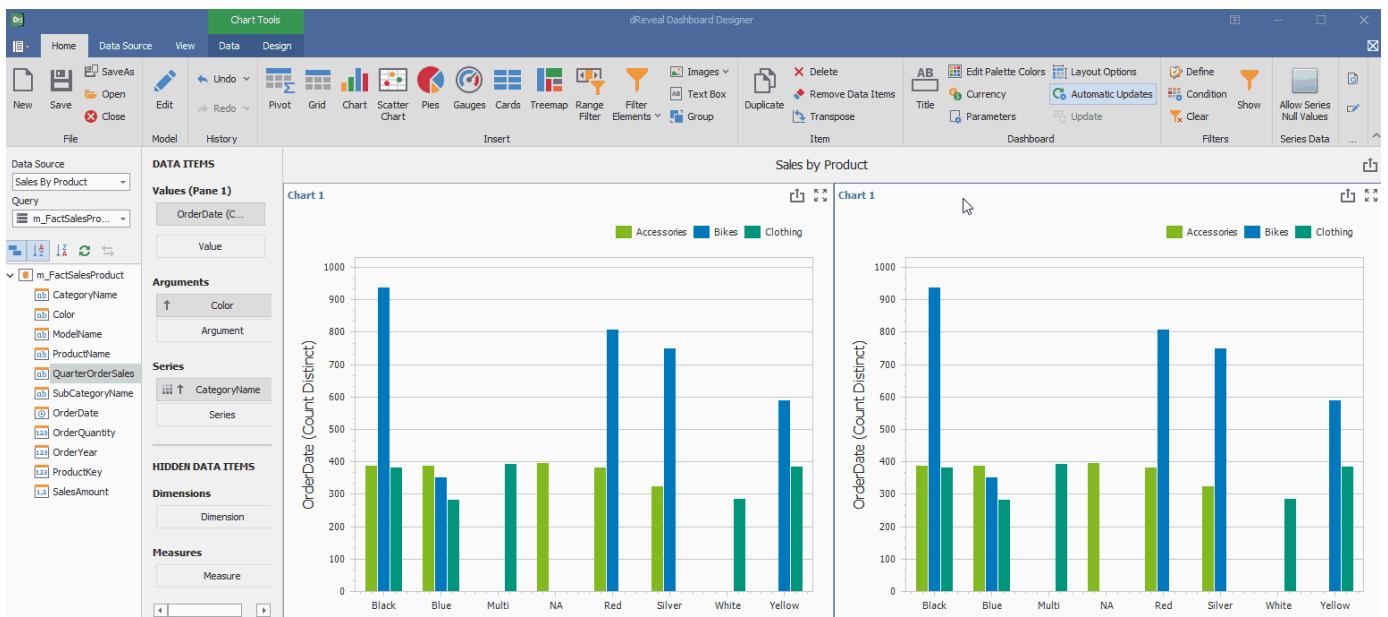 Chart Tools
dReveal Dashboard Designer
Home Data Source View Data Design
New
Save
SaveAs
Open
Close
File
Edit
Model
Undo
Redo
History
Pivot
Grid
Chart
Scatter Chart
Pies
Gauges
Cards
Treemap
Range Filter
Filter Elements
Images
Text Box
Group
Insert
Duplicate
Delete
Remove Data Items
Transpose
Item
AB
Title
Edit Palette Colors
Currency
Parameters
Layout Options
Automatic Updates
Update
Dashboard
Define
Condition
Clear
Show
Filters
Allow Series Null Values
Series Data
...
Data Source
Sales By Product
Query
m_FactSalesPro...
m_FactSalesProduct
CategoryName
Color
ModelName
ProductName
QuarterOrderSales
SubCategoryName
OrderDate
OrderQuantity
OrderYear
ProductKey
SalesAmount
DATA ITEMS
Values (Pane 1)
OrderDate (C...
Value
Arguments
Color
Argument
Series
CategoryName
Series
HIDDEN DATA ITEMS
Dimensions
Dimension
Measures
Measure
Sales by Product
Chart 1
Accessories Bikes Clothing
OrderDate (Count Distinct)
1000
900
800
700
600
500
400
300
200
100
0
Black Blue Multi NA Red Silver White Yellow
Chart 1
Accessories Bikes Clothing
OrderDate (Count Distinct)
1000
900
800
700
600
500
400
300
200
100
0
Black Blue Multi NA Red Silver White Yellow